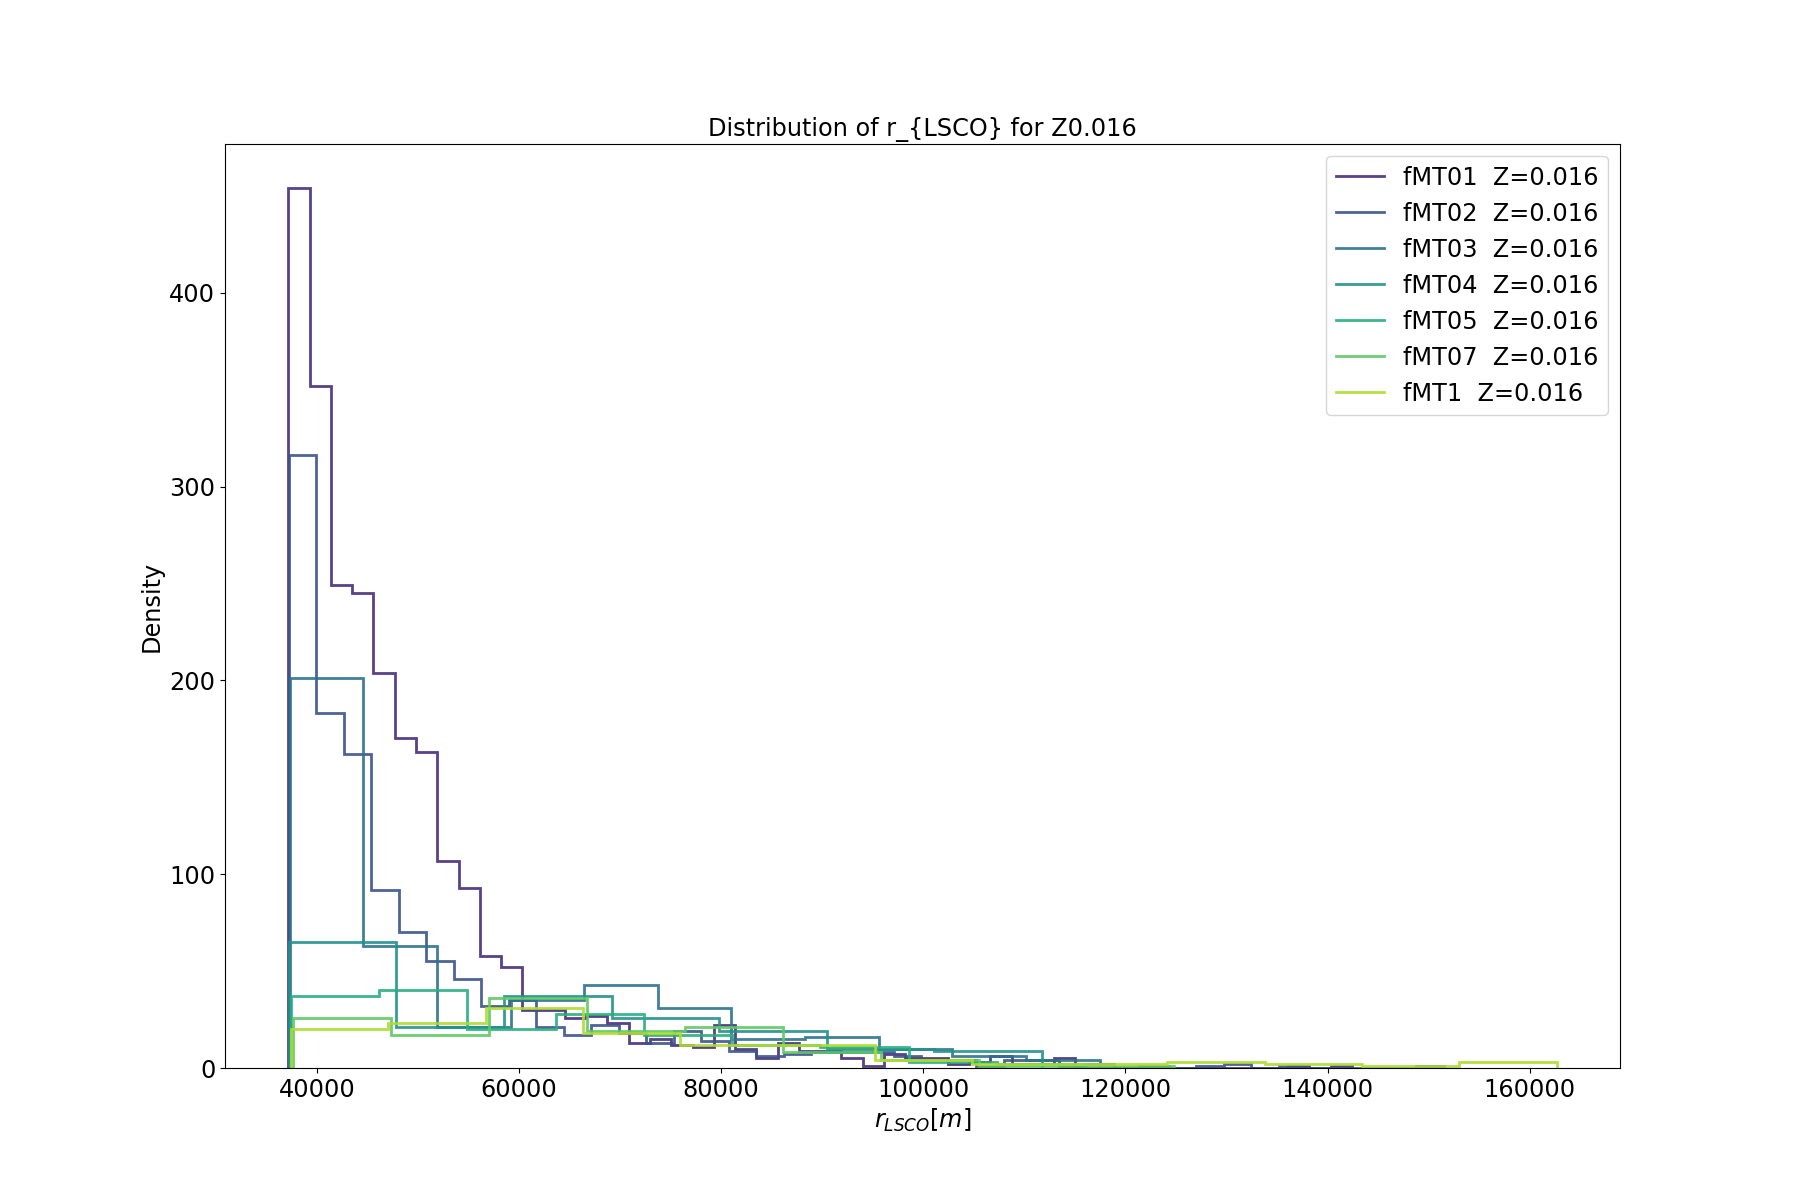 Distribution of r_{LSCO} for Z0.016
fMT01 Z=0.016
fMT02 Z=0.016
fMT03 Z=0.016
fMT04 Z=0.016
fMT05 Z=0.016
fMT07 Z=0.016
fMT1 Z=0.016
Density
400
300
200
100
0
40000 60000 80000 100000 120000 140000 160000
r_{LSCO}[m]